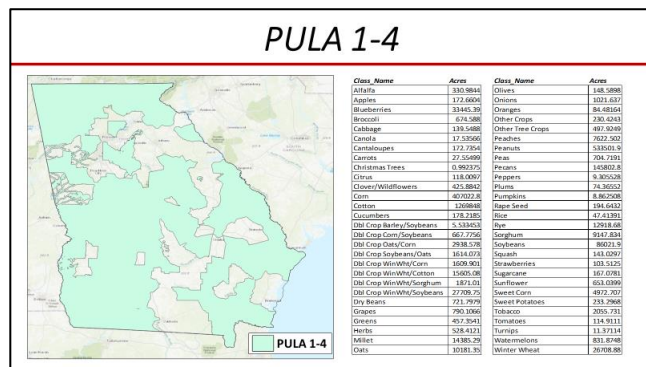 PULA 1-4
PULA 1-4
Class_Name Acres Class_Name Acres
Alfalfa 330.9844 Olives 148.5898
Apples 172.6604 Onions 1021.637
Blueberries 33445.39 Oranges 84.48164
Broccoli 674.588 Other Crops 230.4243
Cabbage 139.5488 Other Tree Crops 497.9249
Canola 17.53566 Peaches 7622.502
Cantaloupes 172.7354 Peanuts 533501.9
Carrots 27.55499 Peas 704.7191
Christmas Trees 0.992375 Pecans 145802.8
Citrus 118.0097 Peppers 9.305528
Clover/Wildflowers 425.8842 Plums 74.36552
Corn 407022.8 Pumpkins 8.862508
Cotton 1269848 Rape Seed 194.6432
Cucumbers 178.2185 Rice 47.41391
Dbl Crop Barley/Soybeans 5.533453 Rye 12918.68
Dbl Crop Corn/Soybeans 667.7756 Sorghum 9147.834
Dbl Crop Oats/Corn 2938.578 Soybeans 86021.9
Dbl Crop Soybeans/Oats 1614.073 Squash 143.0297
Dbl Crop WinWht/Corn 1609.901 Strawberries 103.5125
Dbl Crop WinWht/Cotton 15605.08 Sugarcane 167.0781
Dbl Crop WinWht/Sorghum 1871.01 Sunflower 653.0399
Dbl Crop WinWht/Soybeans 27709.75 Sweet Corn 4972.707
Dry Beans 721.7979 Sweet Potatoes 233.2968
Grapes 790.1066 Tobacco 2055.731
Greens 457.3541 Tomatoes 114.9111
Herbs 528.4121 Turnips 11.37114
Millet 14385.29 Watermelons 831.8748
Oats 10181.35 Winter Wheat 26708.88